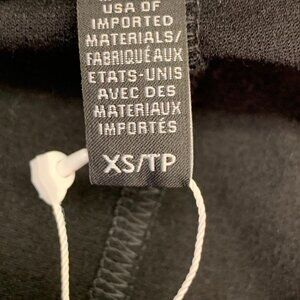 USA OF
IMPORTED
MATERIALS/
FABRIQUÉ AUX
ETATS-UNIS
AVEC DES
MATERIAUX
IMPORTÉS
XS/TP